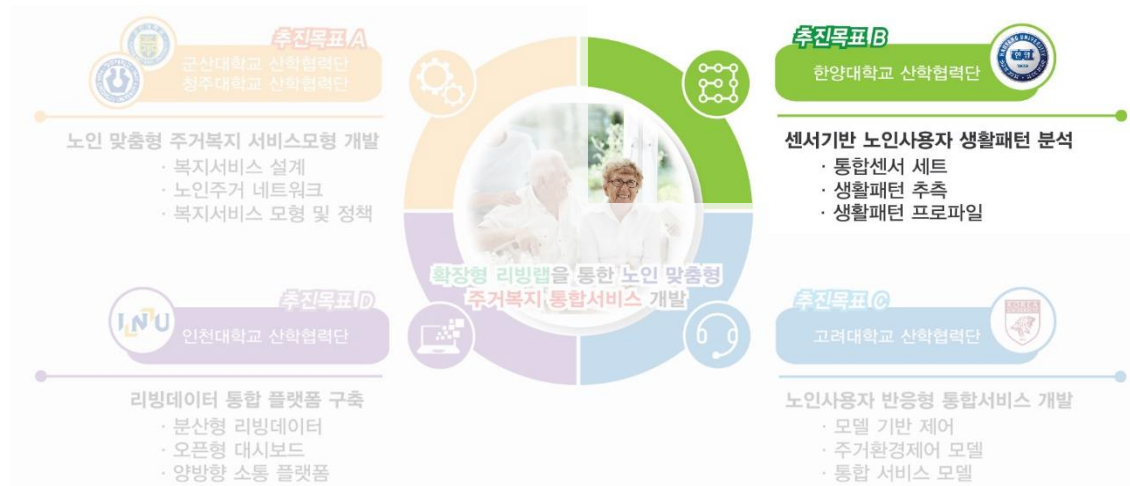 추진목표 A
군산대학교 산학협력단
청주대학교 산학협력단
노인 맞춤형 주거복지 서비스모형 개발
· 복지서비스 설계
· 노인주거 네트워크
· 복지서비스 모형 및 정책
추진목표 B
한양대학교 산학협력단
센서기반 노인사용자 생활패턴 분석
· 통합센서 세트
· 생활패턴 추측
· 생활패턴 프로파일
확장형 리빙랩을 통한 노인 맞춤형
주거복지 통합서비스 개발
추진목표 D
INU
인천대학교 산학협력단
리빙데이터 통합 플랫폼 구축
· 분산형 리빙데이터
· 오픈형 대시보드
· 양방향 소통 플랫폼
추진목표 C
고려대학교 산학협력단
KOREA
노인사용자 반응형 통합서비스 개발
· 모델 기반 제어
· 주거환경제어 모델
· 통합 서비스 모델